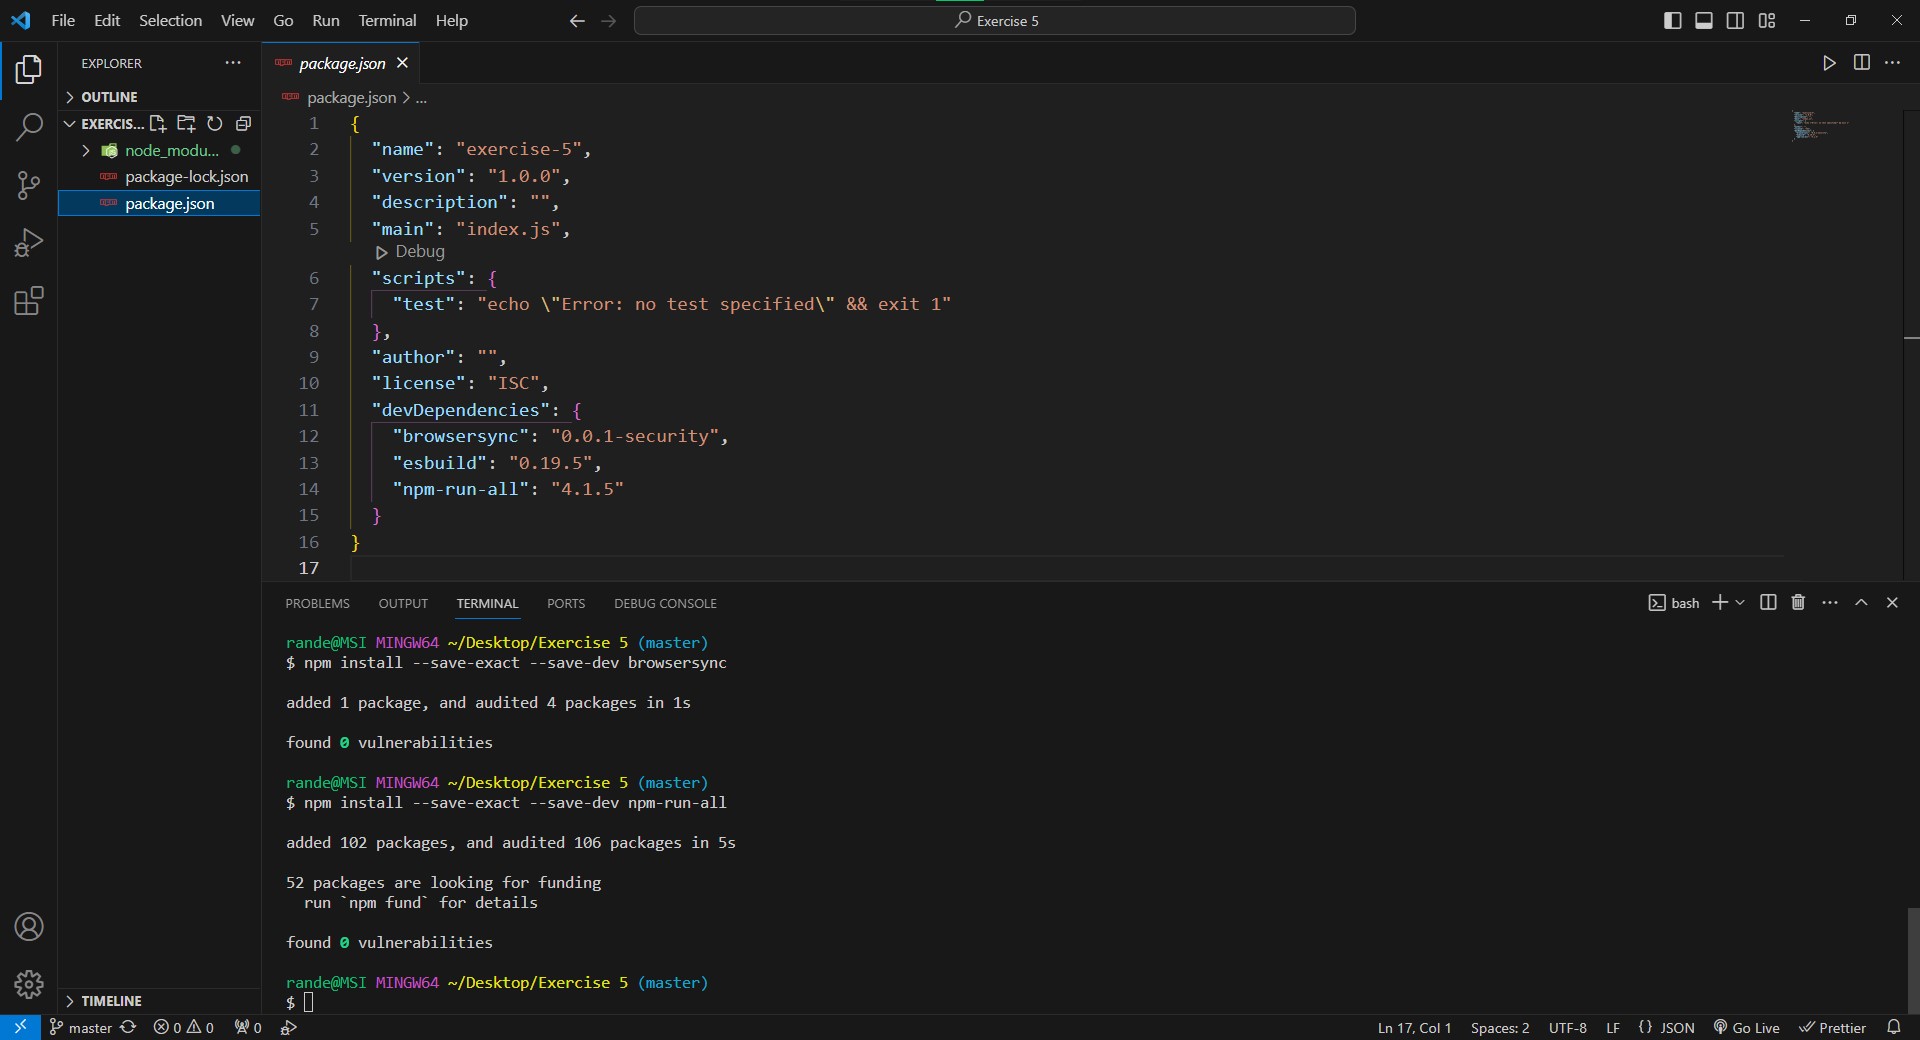 File Edit Selection View Go Run Terminal Help
Exercise 5
EXPLORER
OUTLINE
EXERCIS...
node_modu...
package-lock.json
package.json
TIMELINE
package.json
package.json > ...
1 {
2 "name": "exercise-5",
3 "version": "1.0.0",
4 "description": "",
5 "main": "index.js",
Debug
6 "scripts": {
7 "test": "echo \"Error: no test specified\" && exit 1"
8 },
9 "author": "",
10 "license": "ISC",
11 "devDependencies": {
12 "browsersync": "0.0.1-security",
13 "esbuild": "0.19.5",
14 "npm-run-all": "4.1.5"
15 }
16 }
17
PROBLEMS OUTPUT TERMINAL PORTS DEBUG CONSOLE
bash
rande@MSI MINGW64 ~/Desktop/Exercise 5 (master)
$ npm install --save-exact --save-dev browsersync
added 1 package, and audited 4 packages in 1s
found 0 vulnerabilities
rande@MSI MINGW64 ~/Desktop/Exercise 5 (master)
$ npm install --save-exact --save-dev npm-run-all
added 102 packages, and audited 106 packages in 5s
52 packages are looking for funding
run `npm fund` for details
found 0 vulnerabilities
rande@MSI MINGW64 ~/Desktop/Exercise 5 (master)
$
master 0 0 0 Ln 17, Col 1 Spaces: 2 UTF-8 LF {} JSON Go Live Prettier